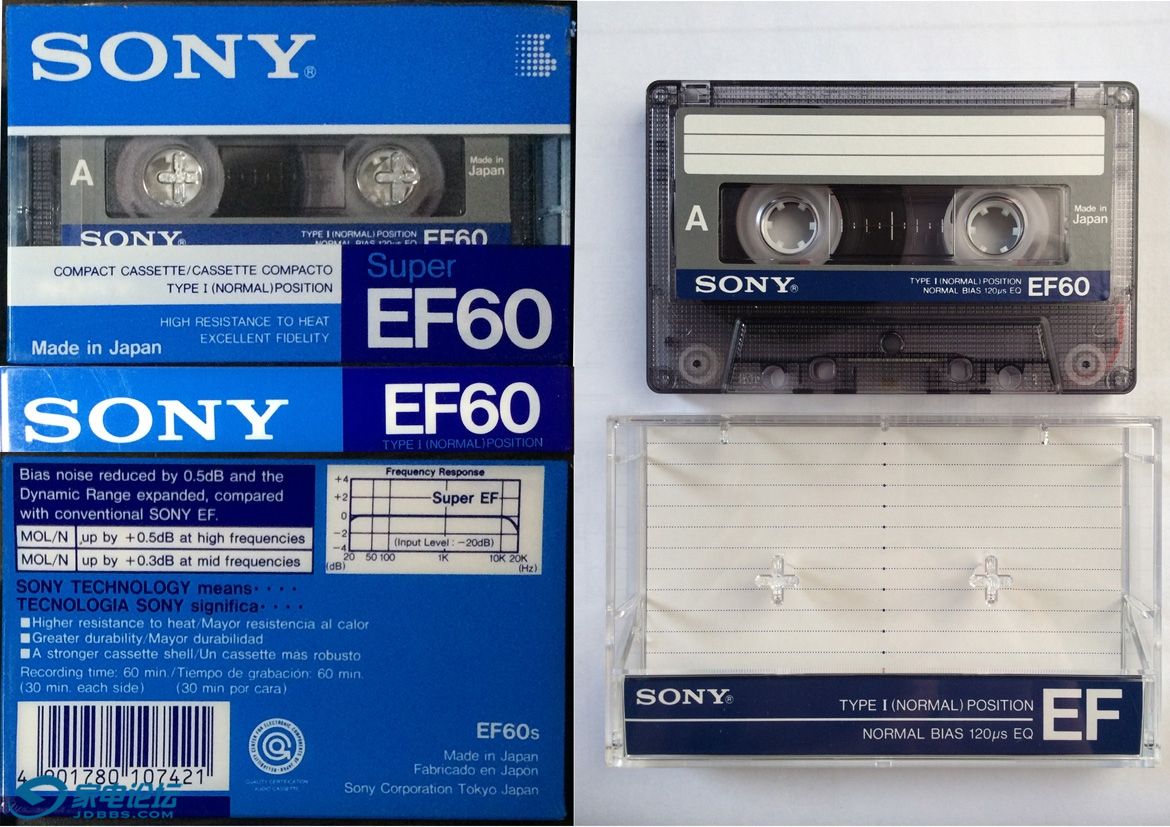 SONY®
A
Made in
Japan
SONY®
TYPE I (NORMAL) POSITION
NORMAL BIAS 120µs EQ
EF60
COMPACT CASSETTE/CASSETTE COMPACTO
TYPE I (NORMAL) POSITION
Super
EF60
HIGH RESISTANCE TO HEAT
EXCELLENT FIDELITY
Made in Japan
SONY
EF60
TYPE I (NORMAL) POSITION
Bias noise reduced by 0.5dB and the
Dynamic Range expanded, compared
with conventional SONY EF.
MOL/N up by +0.5dB at high frequencies
MOL/N up by +0.3dB at mid frequencies
Frequency Response
+4
+2
0
−2
−4
(dB)
Super EF
(Input Level : −20dB)
20 50 100 1K 10K 20K
(Hz)
SONY TECHNOLOGY means····
TECNOLOGIA SONY significa····
■Higher resistance to heat/Mayor resistencia al calor
■Greater durability/Mayor durabilidad
■A stronger cassette shell/Un cassette más robusto
Recording time: 60 min./Tiempo de grabación: 60 min.
(30 min. each side) (30 min por cara)
4 901780 107421
QUALITY CERTIFICATION
AUDIO CASSETTE
EF60s
Made in Japan
Fabricado en Japón
Sony Corporation Tokyo Japan
家电论坛
JDBBS.COM
A
Made in
Japan
SONY®
TYPE I (NORMAL) POSITION
NORMAL BIAS 120µs EQ
EF60
SONY®
TYPE I (NORMAL) POSITION
NORMAL BIAS 120µs EQ
EF